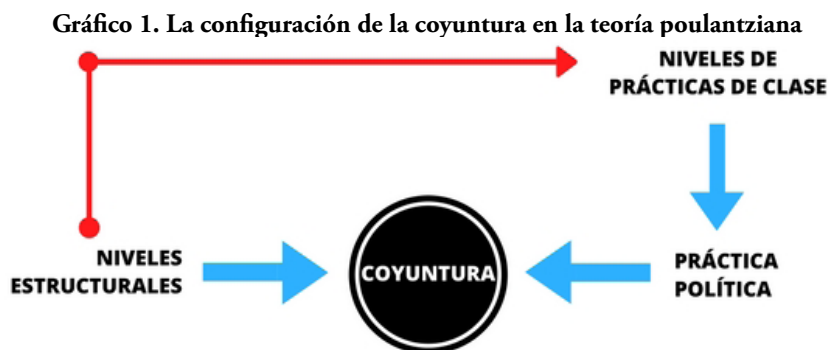 Gráfico 1. La configuración de la coyuntura en la teoría poulantziana
NIVELES DE
PRÁCTICAS DE CLASE
NIVELES
ESTRUCTURALES
COYUNTURA
PRÁCTICA
POLÍTICA